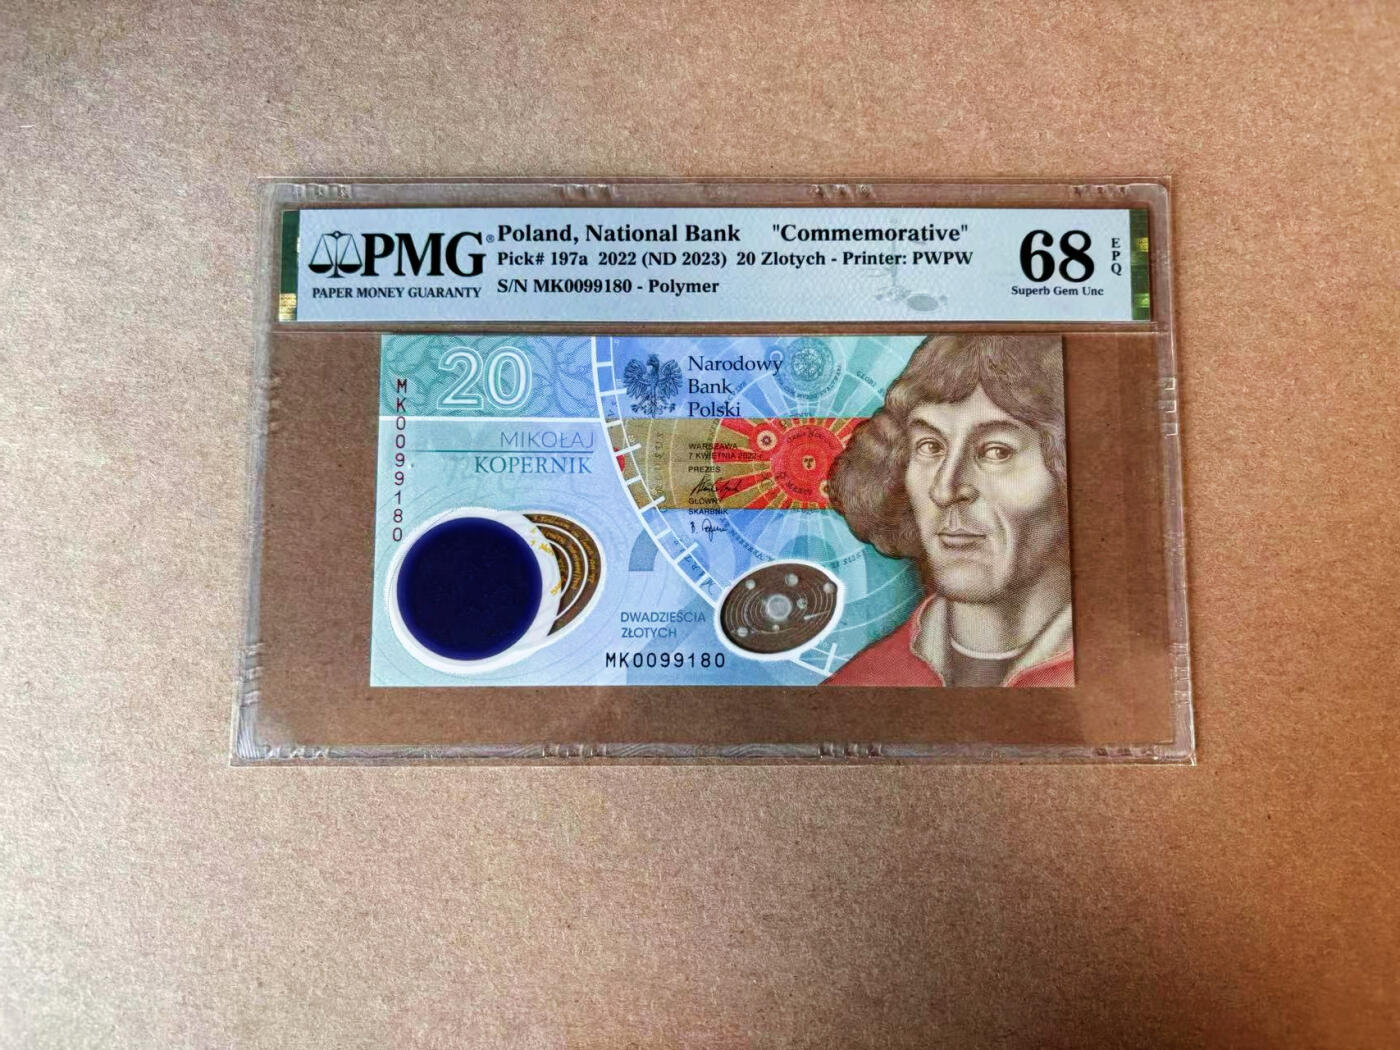 PMG®
PAPER MONEY GUARANTY
Poland, National Bank "Commemorative"
Pick# 197a 2022 (ND 2023) 20 Zlotych - Printer: PWPW
S/N MK0099180 - Polymer
68
EPQ
Superb Gem Unc
MK0099180
20
MIKOŁAJ
KOPERNIK
Narodowy
Bank
Polski
WARSZAWA
7 KWIETNIA 2022 r.
PREZES
GŁÓWNY
SKARBNIK
DWADZIEŚCIA
ZŁOTYCH
MK0099180